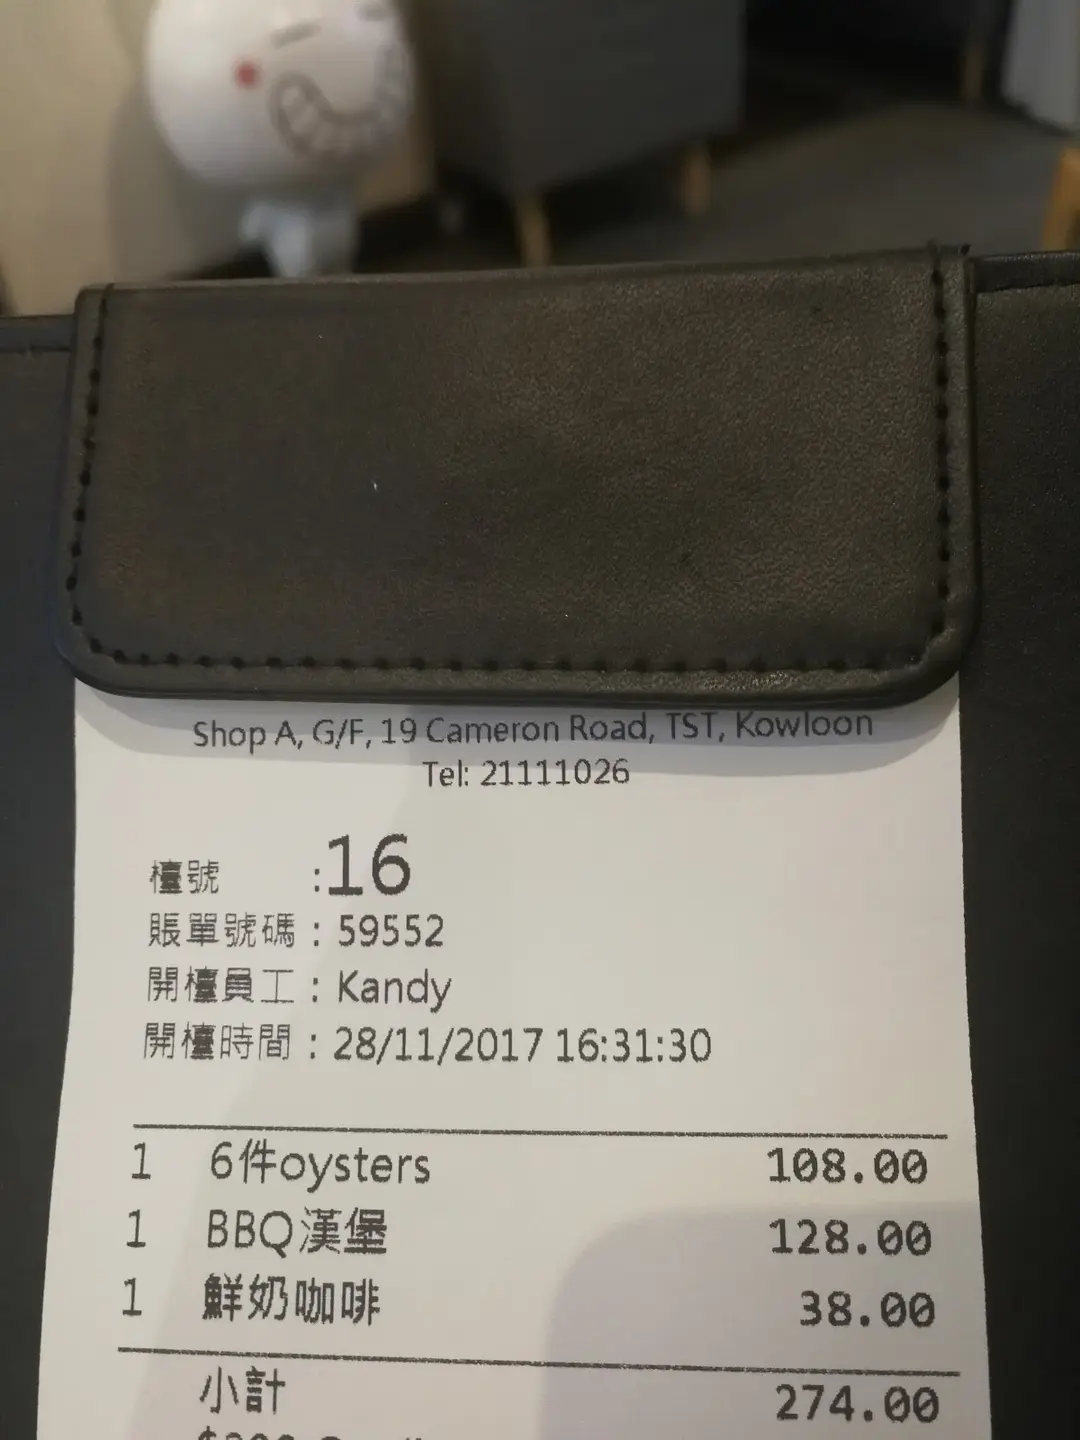 Shop A, G/F, 19 Cameron Road, TST, Kowloon
Tel: 21111026
檯號 :16
賬單號碼 : 59552
開檯員工 : Kandy
開檯時間 : 28/11/2017 16:31:30
1 6件oysters 108.00
1 BBQ漢堡 128.00
1 鮮奶咖啡 38.00
小計 274.00